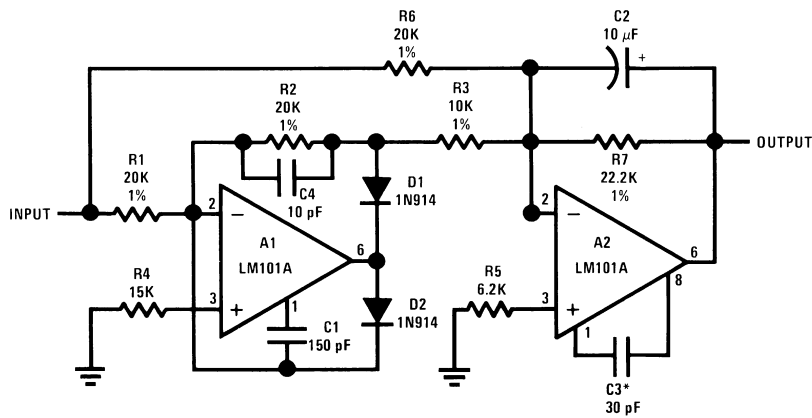 R6
20K
1%
C2
10 μF
+
R2
20K
1%
R3
10K
1%
OUTPUT
R1
20K
1%
C4
10 pF
D1
1N914
R7
22.2K
1%
INPUT
2
−
A1
LM101A
6
2
−
A2
LM101A
6
8
R4
15K
3
+
1
D2
1N914
R5
6.2K
3
+
1
C1
150 pF
C3*
30 pF